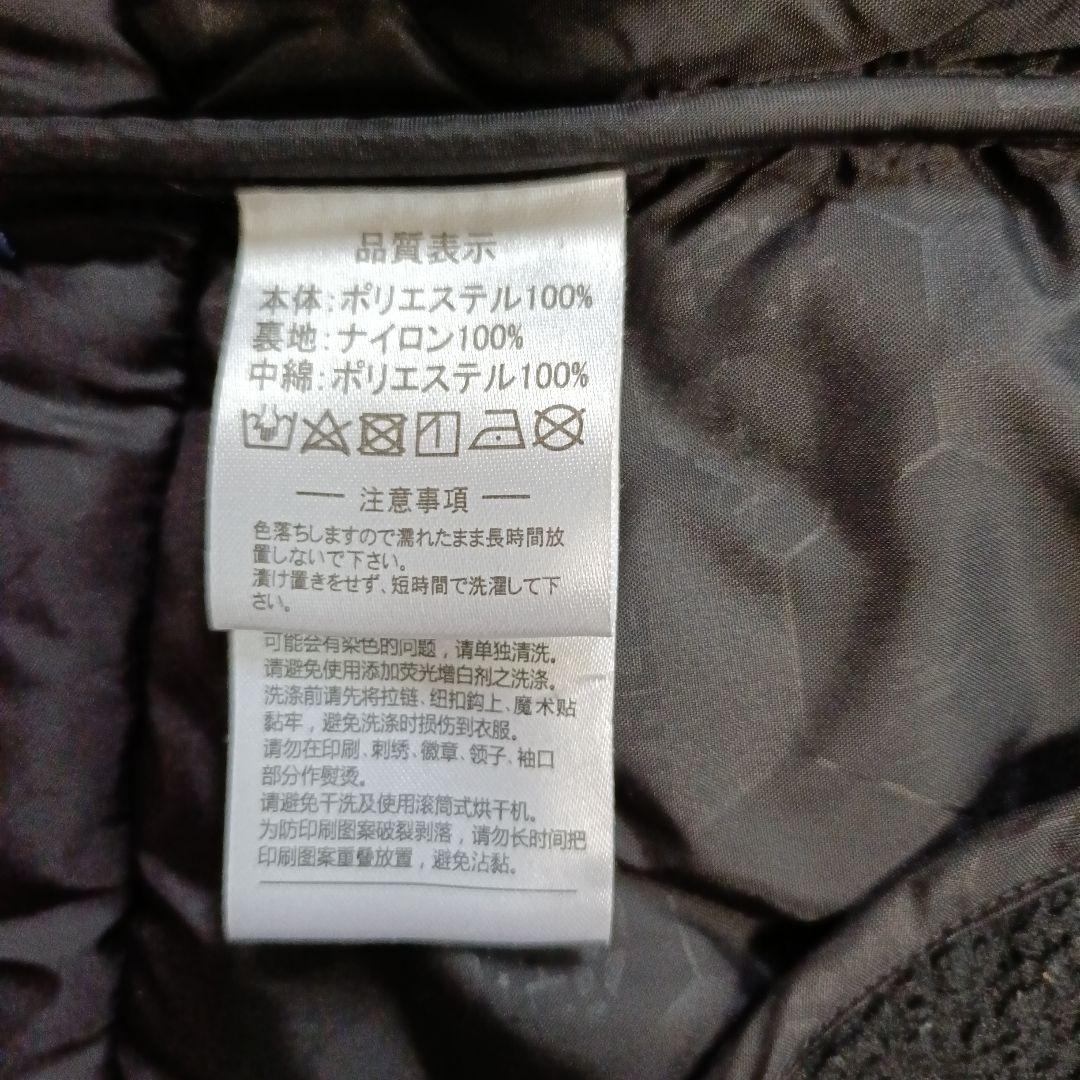 品質表示
本体:ポリエステル100%
裏地:ナイロン100%
中綿:ポリエステル100%
注意事項
色落ちしますので濡れたまま長時間放
置しないで下さい。
漬け置きをせず、短時間で洗濯して下
さい。
可能会有染色的问题，请单独清洗。
请避免使用添加荧光增白剂之洗涤。
洗涤前请先将拉链、纽扣鈎上、魔术贴
黏牢，避免洗涤时损伤到衣服。
请勿在印刷、刺绣、徽章、领子、袖口
部分作熨烫。
请避免干洗及使用滚筒式烘干机。
为防印刷图案破裂剥落，请勿长时间把
印刷图案重叠放置，避免沾黏。